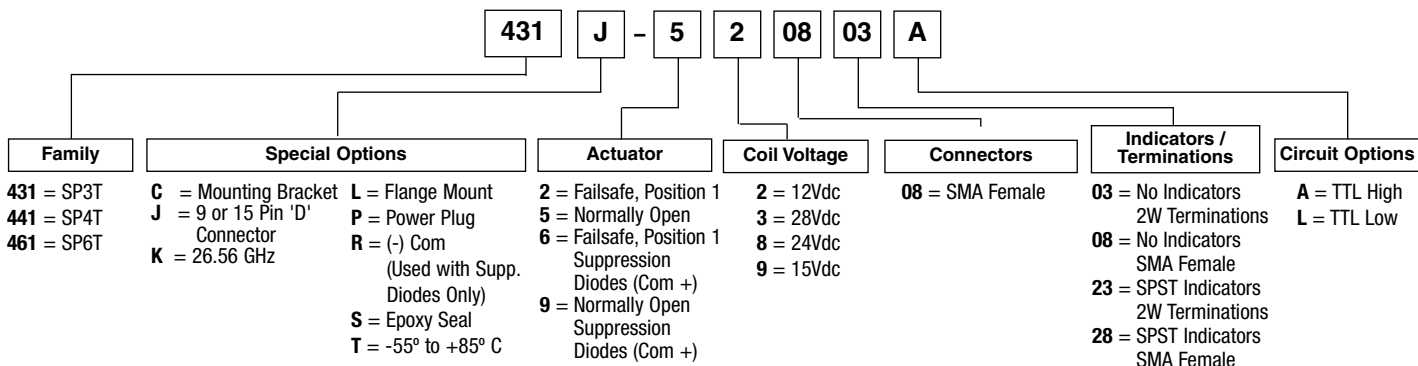 431 J – 5 2 08 03 A
Family
431 = SP3T
441 = SP4T
461 = SP6T
Special Options
C = Mounting Bracket
J = 9 or 15 Pin 'D'
Connector
K = 26.56 GHz
L = Flange Mount
P = Power Plug
R = (-) Com
(Used with Supp.
Diodes Only)
S = Epoxy Seal
T = -55º to +85º C
Actuator
2 = Failsafe, Position 1
5 = Normally Open
6 = Failsafe, Position 1
Suppression
Diodes (Com +)
9 = Normally Open
Suppression
Diodes (Com +)
Coil Voltage
2 = 12Vdc
3 = 28Vdc
8 = 24Vdc
9 = 15Vdc
Connectors
08 = SMA Female
Indicators /
Terminations
03 = No Indicators
2W Terminations
08 = No Indicators
SMA Female
23 = SPST Indicators
2W Terminations
28 = SPST Indicators
SMA Female
Circuit Options
A = TTL High
L = TTL Low